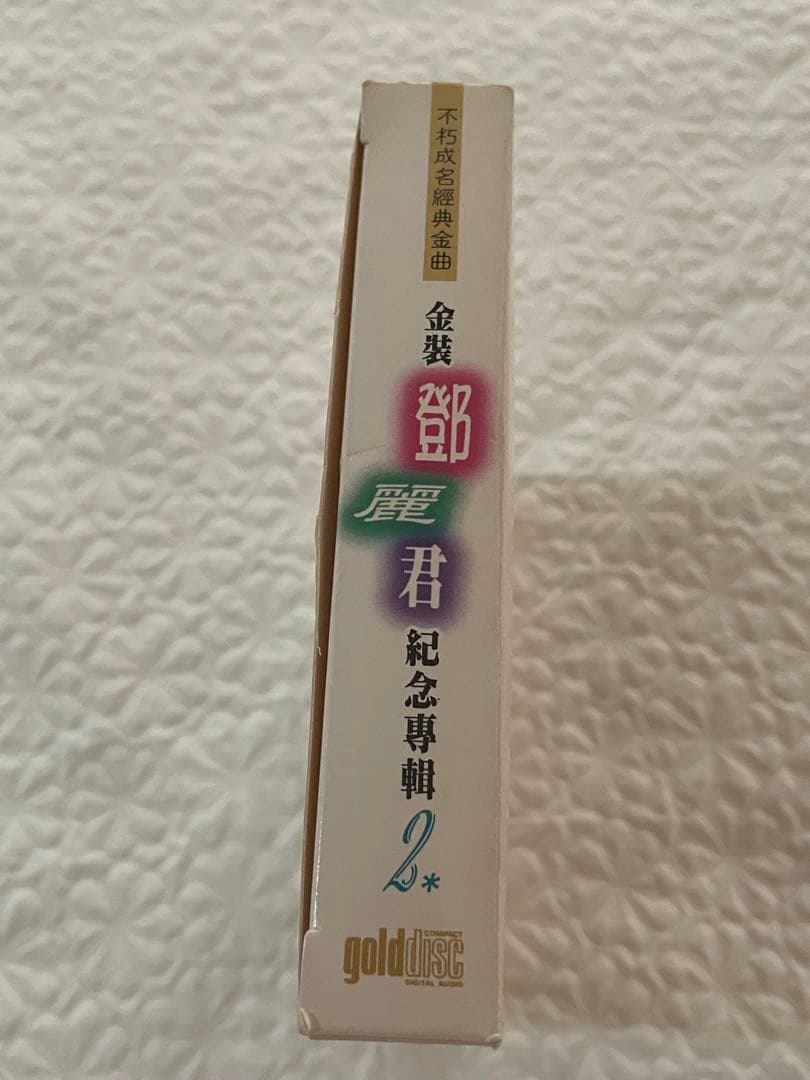 不朽成名經典金曲
金裝
鄧
麗
君
紀念專輯
2*
COMPACT
golddisc
DIGITAL AUDIO